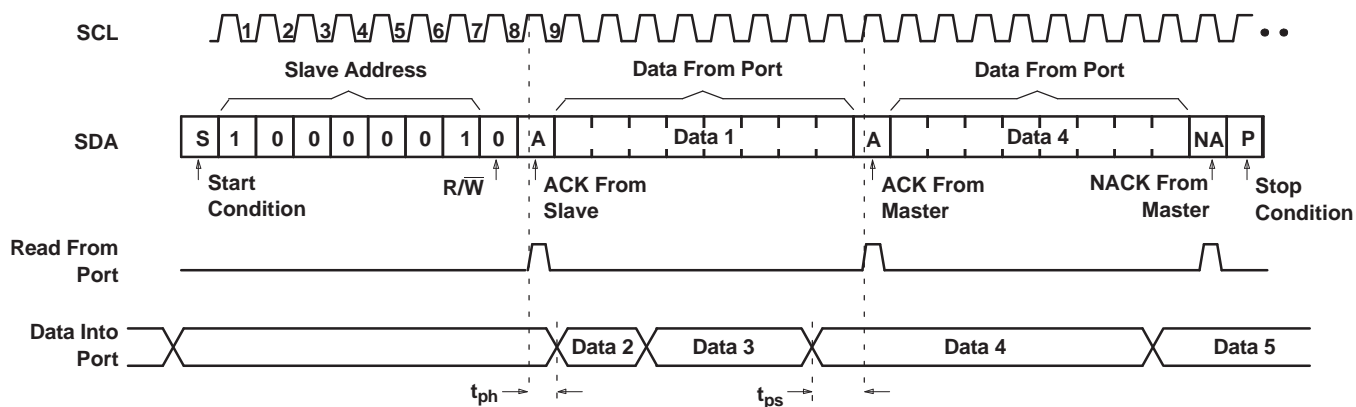 SCL 1 2 3 4 5 6 7 8 9
Slave Address Data From Port Data From Port
SDA S 1 0 0 0 0 0 1 0 A Data 1 A Data 4 NA P
Start Condition
R/W̅
ACK From Slave
ACK From Master
NACK From Master
Stop Condition
Read From Port
Data Into Port
Data 2 Data 3 Data 4 Data 5
tph tps